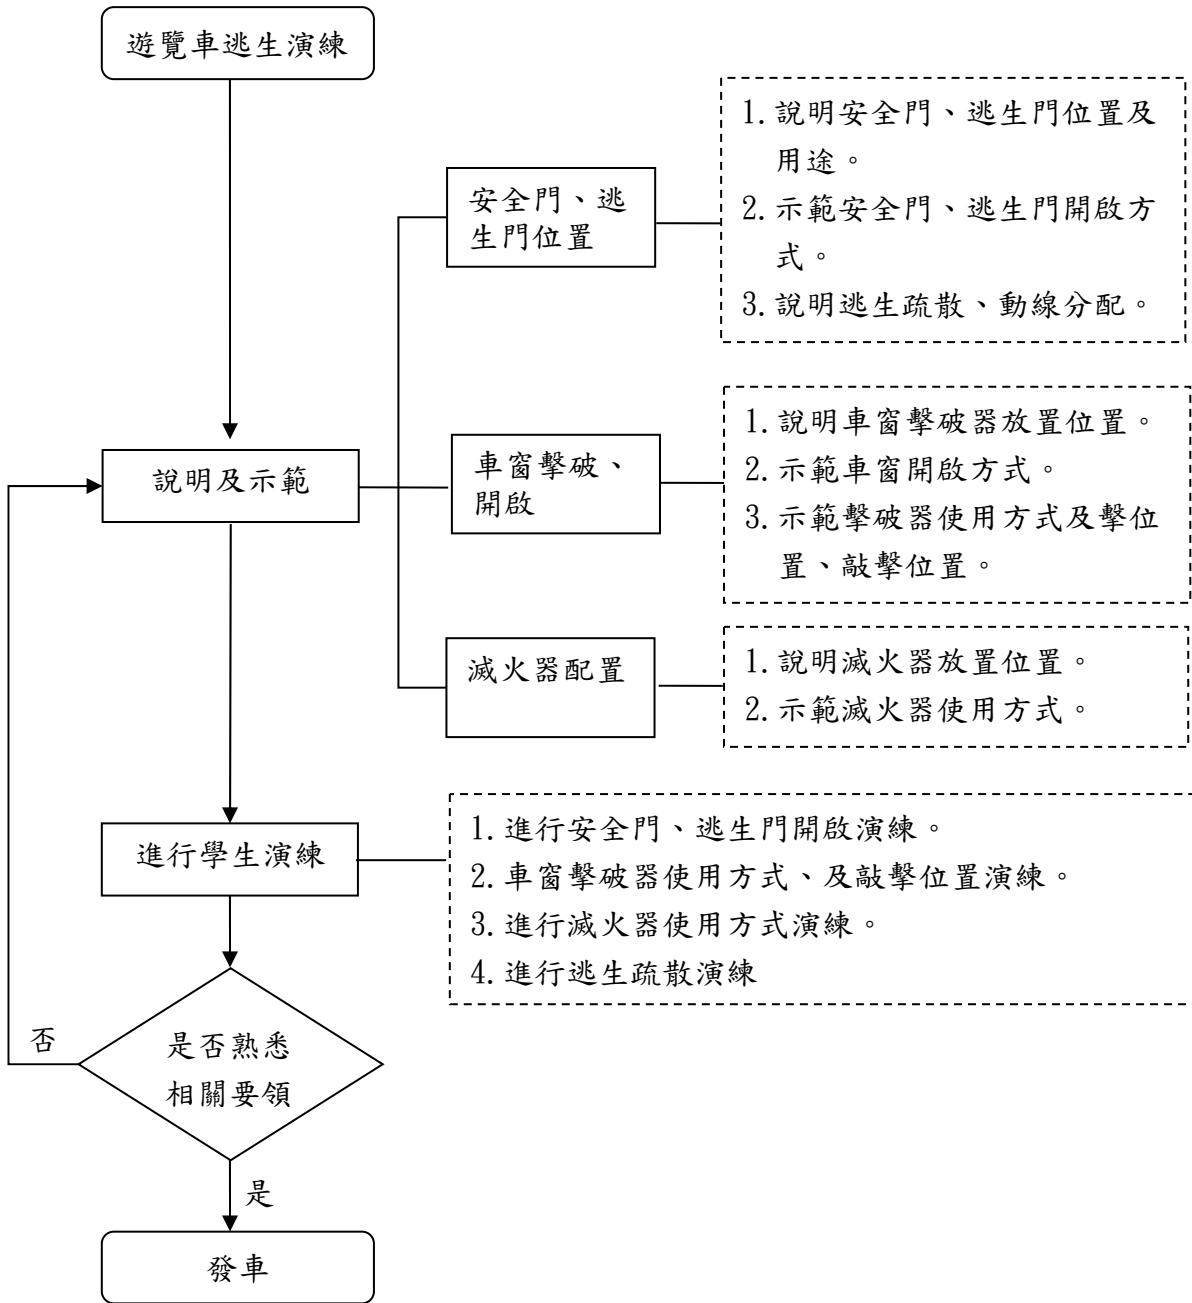 遊覽車逃生演練
1.說明安全門、逃生門位置及
用途。
2.示範安全門、逃生門開啟方
式。
3.說明逃生疏散、動線分配。
安全門、逃
生門位置
說明及示範
車窗擊破、
開啟
1.說明車窗擊破器放置位置。
2.示範車窗開啟方式。
3.示範擊破器使用方式及擊位
置、敲擊位置。
滅火器配置
1.說明滅火器放置位置。
2.示範滅火器使用方式。
進行學生演練
1.進行安全門、逃生門開啟演練。
2.車窗擊破器使用方式、及敲擊位置演練。
3.進行滅火器使用方式演練。
4.進行逃生疏散演練
否
是否熟悉
相關要領
是
發車